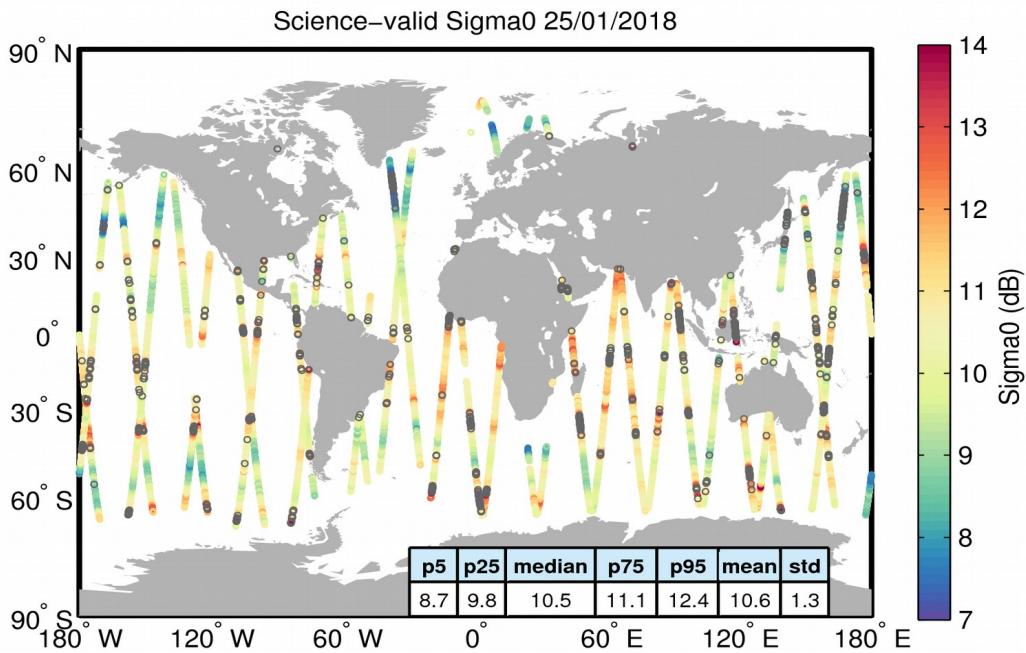 Science−valid Sigma0 25/01/2018
90° N
60° N
30° N
0°
30° S
60° S
90° S
180° W
120° W
60° W
0°
60° E
120° E
180° E
p5 p25 median p75 p95 mean std
8.7 9.8 10.5 11.1 12.4 10.6 1.3
14
13
12
11
10
9
8
7
Sigma0 (dB)